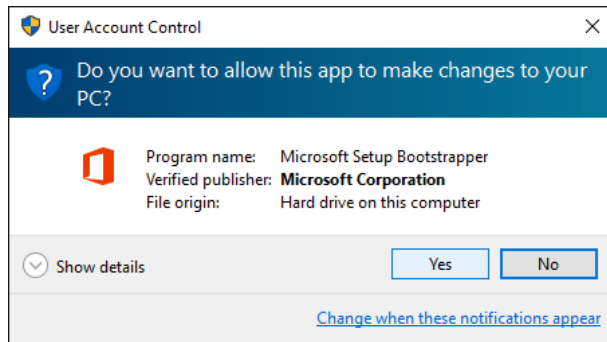 User Account Control
Do you want to allow this app to make changes to your
PC?
Program name: Microsoft Setup Bootstrapper
Verified publisher: Microsoft Corporation
File origin: Hard drive on this computer
Show details Yes No
Change when these notifications appear